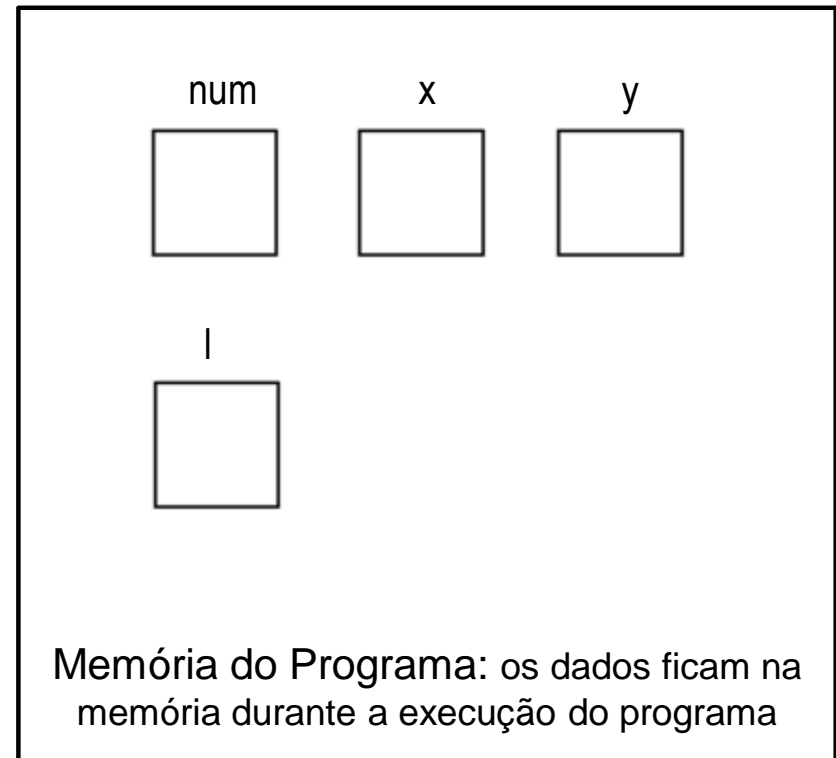 num x y
l
Memória do Programa: os dados ficam na
memória durante a execução do programa